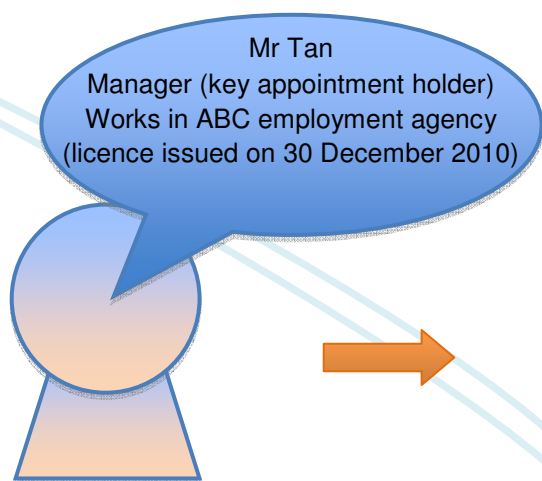 Mr Tan
Manager (key appointment holder)
Works in ABC employment agency
(licence issued on 30 December 2010)